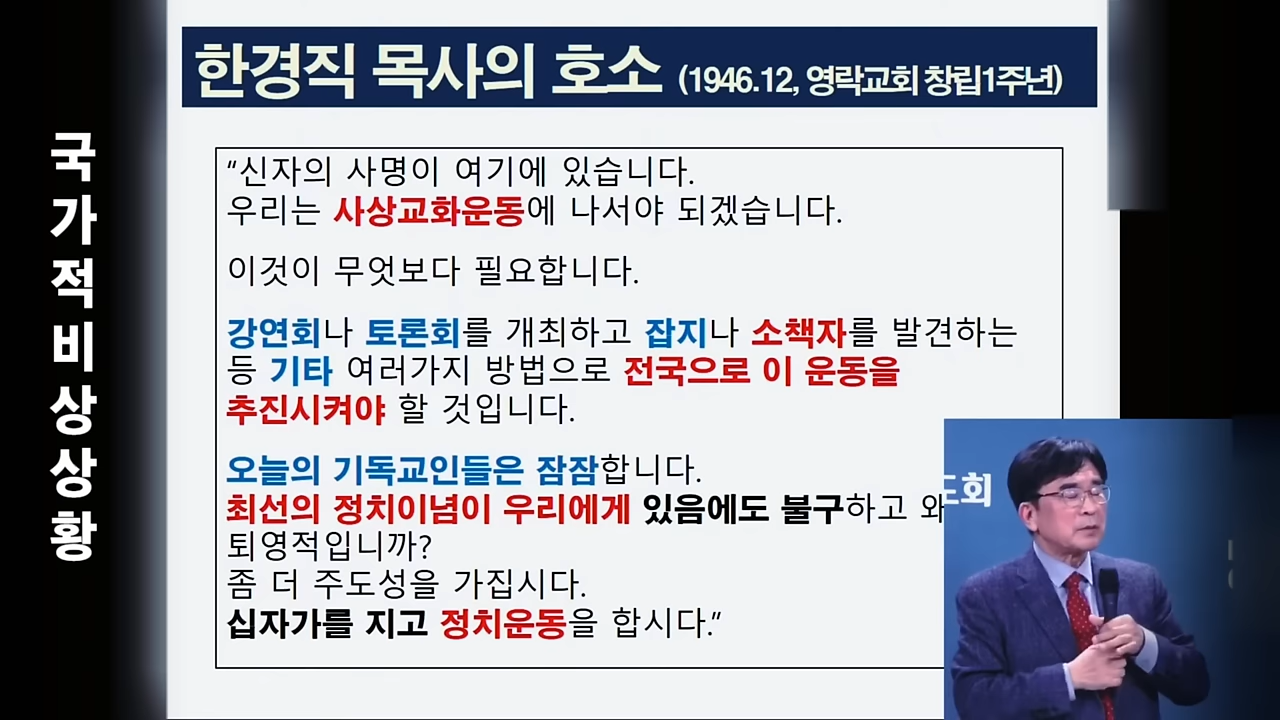 한경직 목사의 호소 (1946.12, 영락교회 창립1주년)
국가적비상상황
“신자의 사명이 여기에 있습니다.
우리는 사상교화운동에 나서야 되겠습니다.
이것이 무엇보다 필요합니다.
강연회나 토론회를 개최하고 잡지나 소책자를 발견하는
등 기타 여러가지 방법으로 전국으로 이 운동을
추진시켜야 할 것입니다.
오늘의 기독교인들은 잠잠합니다.
최선의 정치이념이 우리에게 있음에도 불구하고 와
퇴영적입니까?
좀 더 주도성을 가집시다.
십자가를 지고 정치운동을 합시다.”
도회